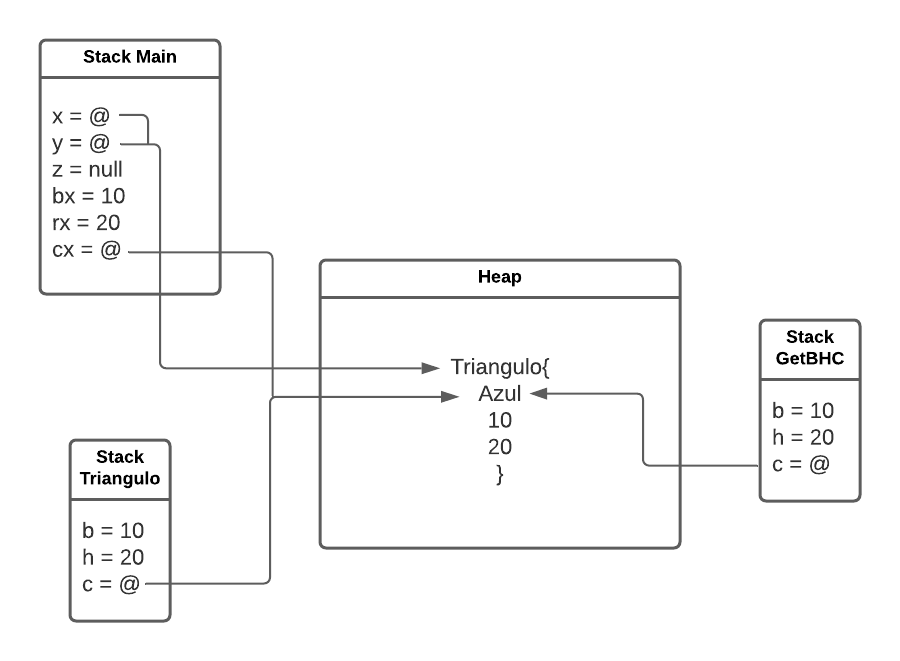 Stack Main
x = @
y = @
z = null
bx = 10
rx = 20
cx = @
Heap
Triangulo{
Azul
10
20
}
Stack
GetBHC
b = 10
h = 20
c = @
Stack
Triangulo
b = 10
h = 20
c = @